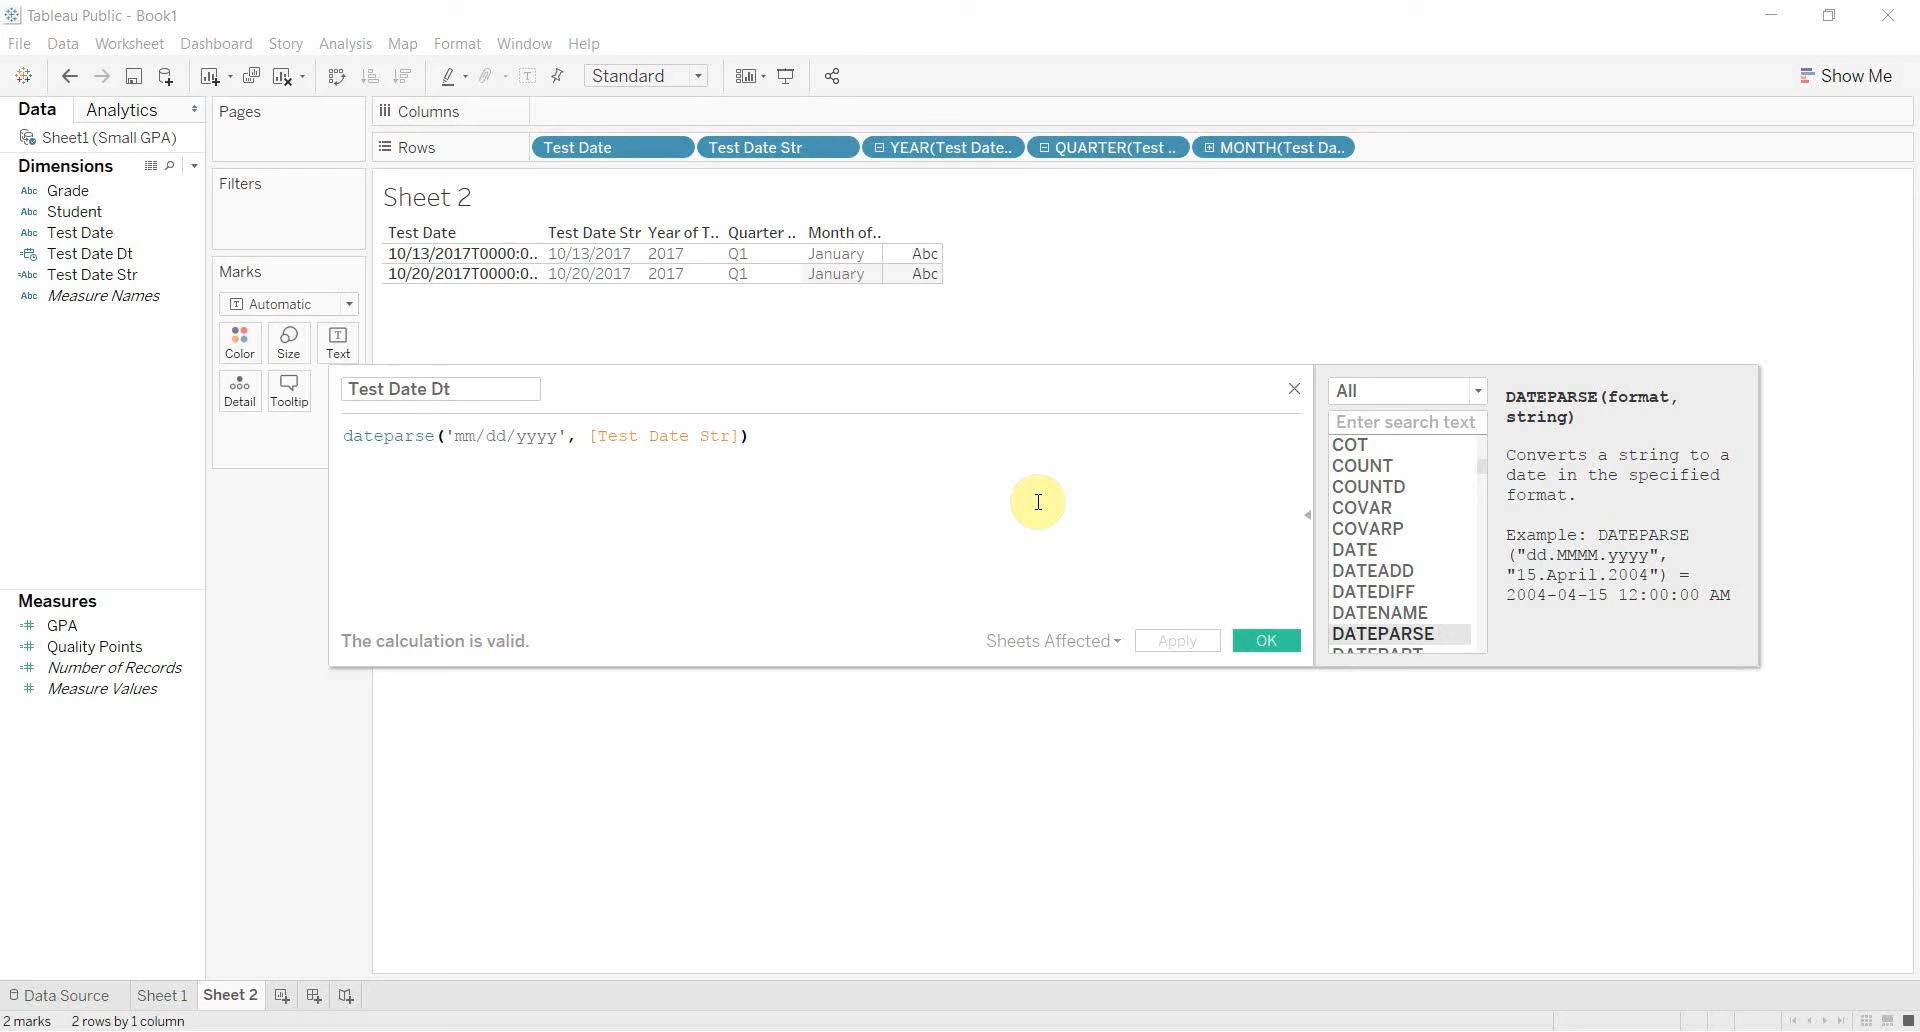 Tableau Public - Book1
File Data Worksheet Dashboard Story Analysis Map Format Window Help
Standard
Show Me
Data Analytics
Sheet1 (Small GPA)
Dimensions
Abc Grade
Abc Student
Abc Test Date
Test Date Dt
=Abc Test Date Str
Abc Measure Names
Measures
=# GPA
=# Quality Points
=# Number of Records
# Measure Values
Pages
Filters
Marks
T Automatic
Color Size Text
Detail Tooltip
iii Columns
Rows Test Date Test Date Str YEAR(Test Date.. QUARTER(Test .. MONTH(Test Da..
Sheet 2
Test Date Test Date Str Year of T.. Quarter .. Month of..
10/13/2017T0000:0.. 10/13/2017 2017 Q1 January Abc
10/20/2017T0000:0.. 10/20/2017 2017 Q1 January Abc
Test Date Dt
dateparse('mm/dd/yyyy', [Test Date Str])
The calculation is valid.
Sheets Affected Apply OK
All
Enter search text
COT
COUNT
COUNTD
COVAR
COVARP
DATE
DATEADD
DATEDIFF
DATENAME
DATEPARSE
DATEPART
DATEPARSE(format,
string)
Converts a string to a
date in the specified
format.
Example: DATEPARSE
("dd.MMMM.yyyy",
"15.April.2004") =
2004-04-15 12:00:00 AM
Data Source Sheet 1 Sheet 2
2 marks 2 rows by 1 column